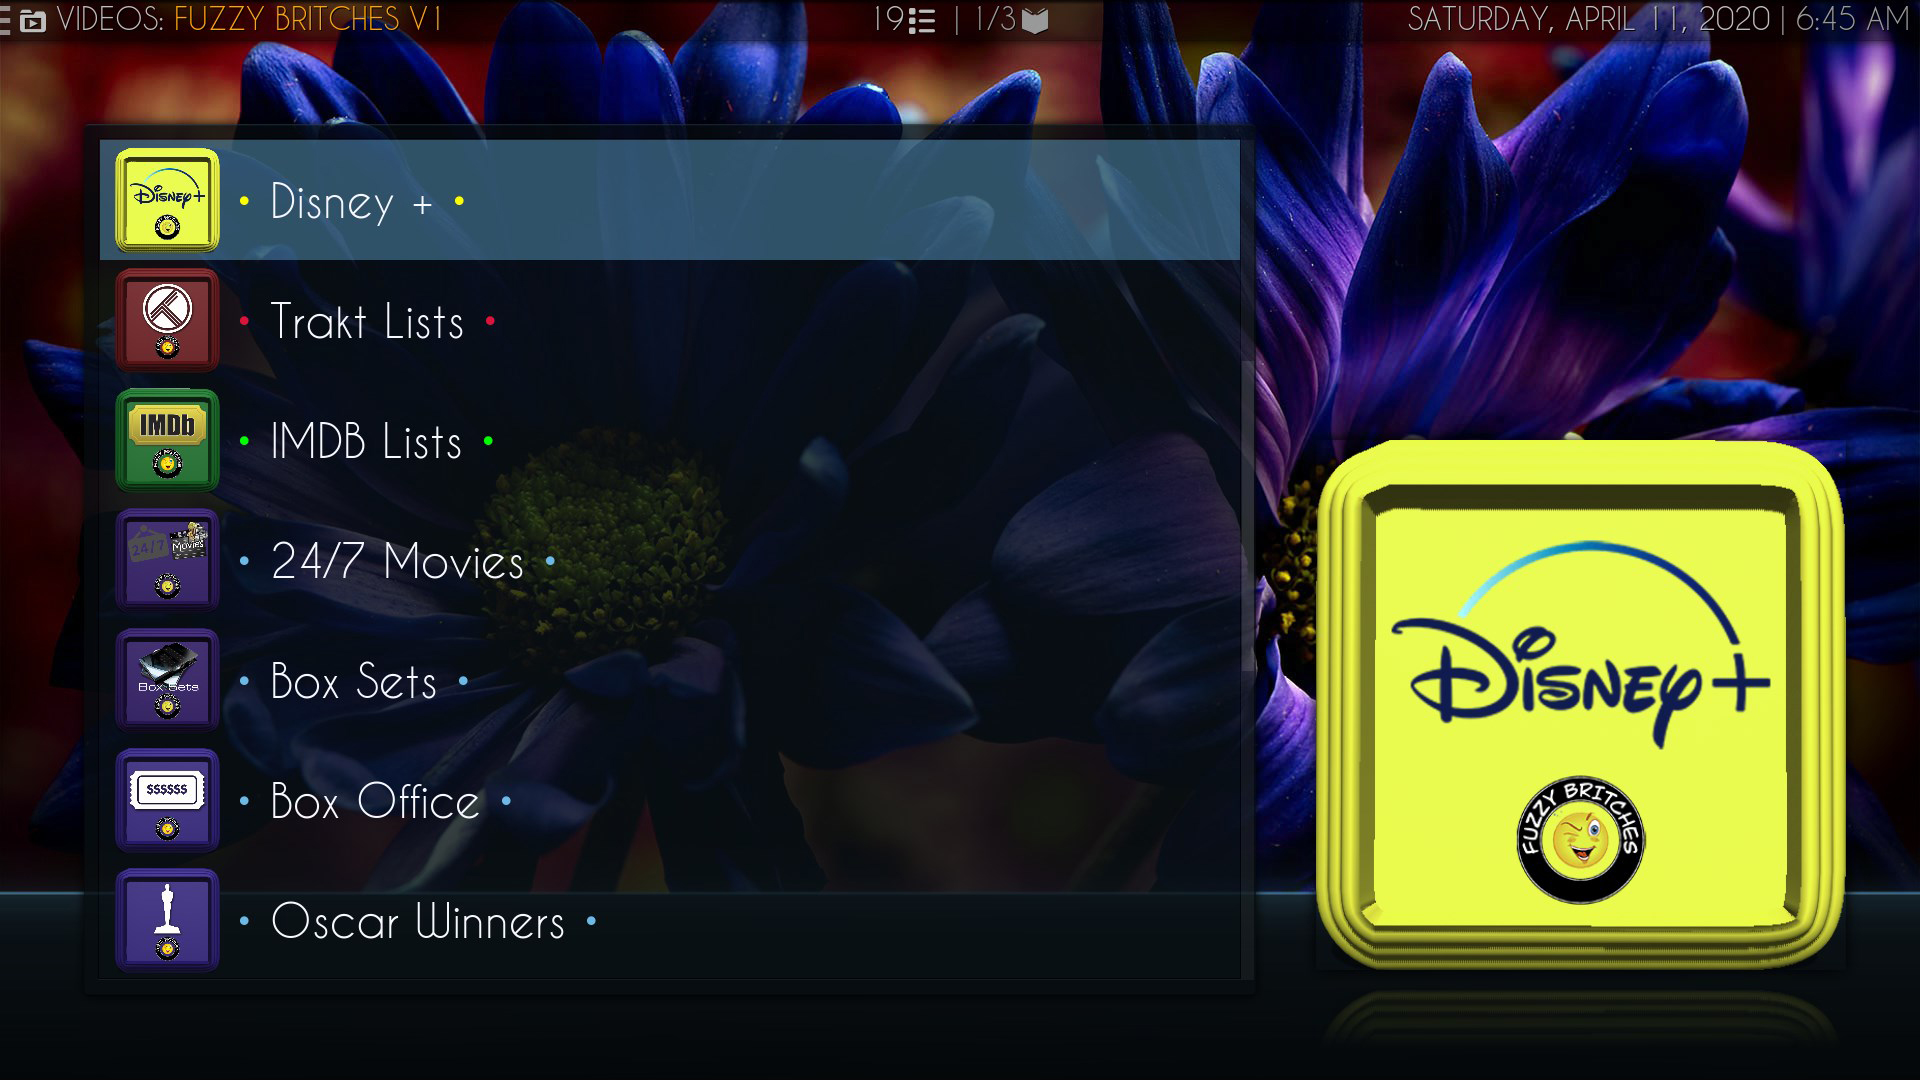 VIDEOS: FUZZY BRITCHES V1
19 | 1/3
SATURDAY, APRIL 11, 2020 | 6:45 AM
Disney+
• Disney + •
• Trakt Lists •
IMDb
• IMDB Lists •
24/7 Movies
• 24/7 Movies •
Box Sets
• Box Sets •
$$$$$$
• Box Office •
• Oscar Winners •
Disney+
FUZZY BRITCHES